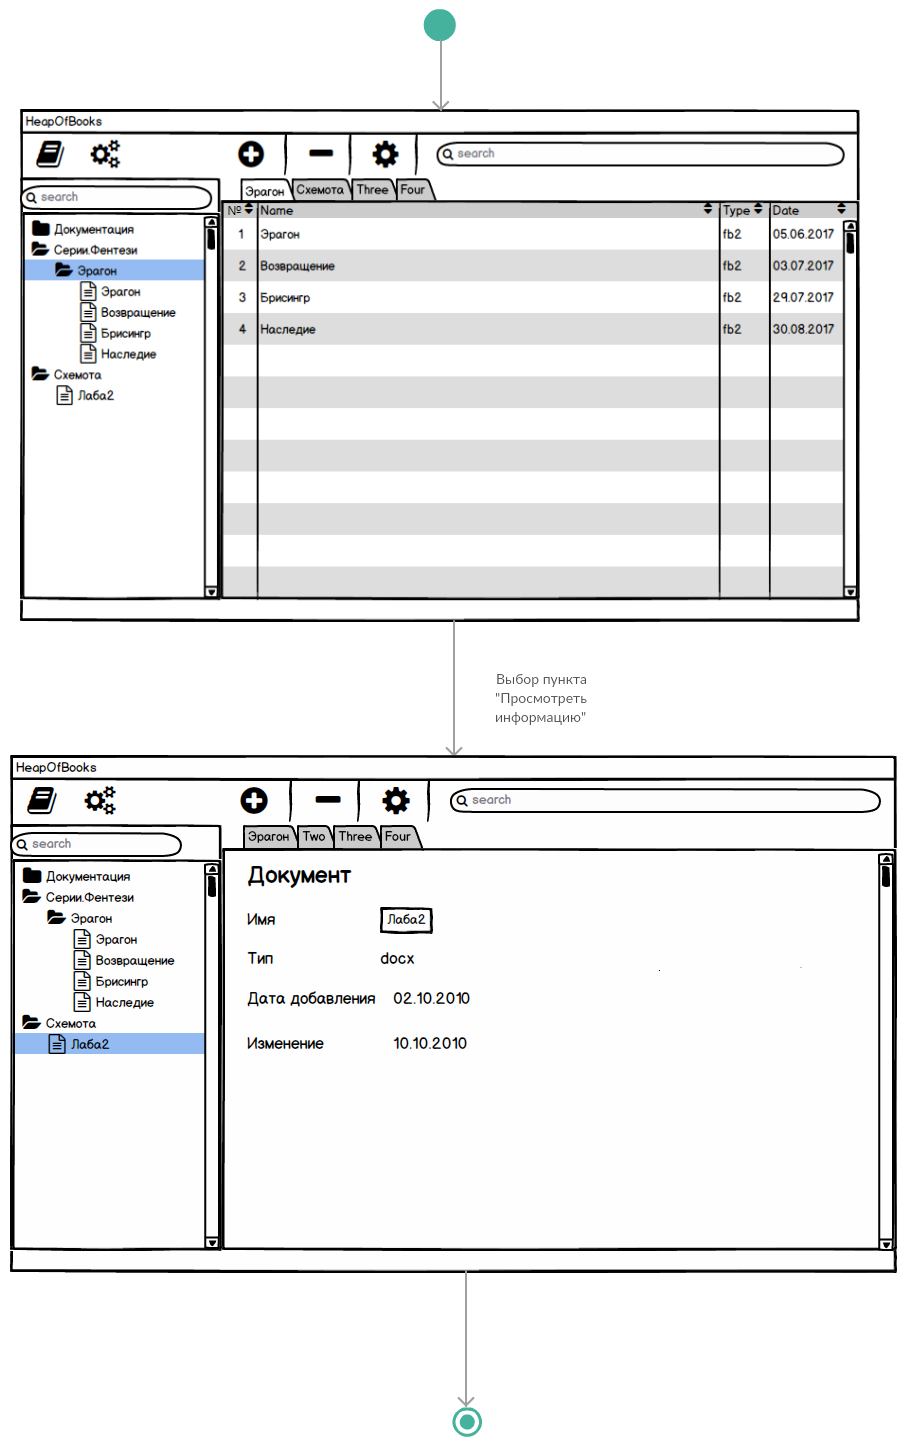 HeapOfBooks
search
search
Эрагон Схемота Three Four
№ Name Type Date
Документация
Серии.Фентези
Эрагон
Эрагон
Возвращение
Брисингр
Наследие
Схемота
Лаба2
1 Эрагон fb2 05.06.2017
2 Возвращение fb2 03.07.2017
3 Брисингр fb2 29.07.2017
4 Наследие fb2 30.08.2017
Выбор пункта
"Просмотреть
информацию"
HeapOfBooks
search
search
Эрагон Two Three Four
Документация
Серии.Фентези
Эрагон
Эрагон
Возвращение
Брисингр
Наследие
Схемота
Лаба2
Документ
Имя Лаба2
Тип docx
Дата добавления 02.10.2010
Изменение 10.10.2010